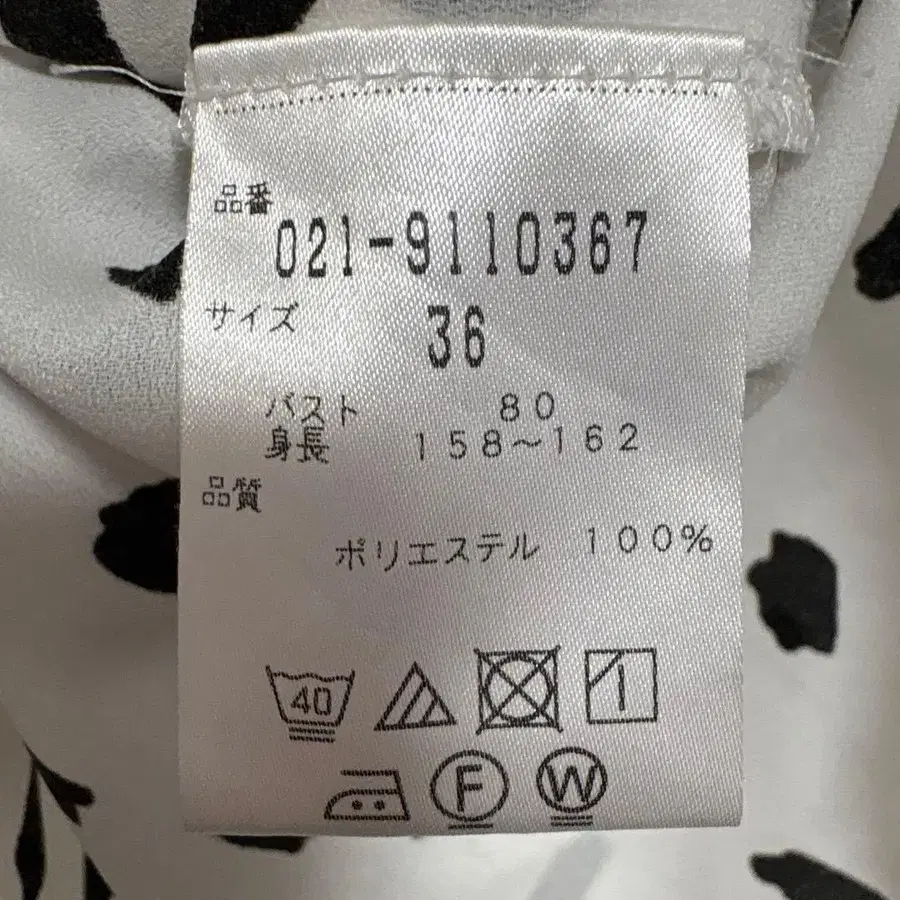 品番
021-9110367
サイズ
36
バスト 80
身長 158~162
品質
ポリエステル 100%
40
F W